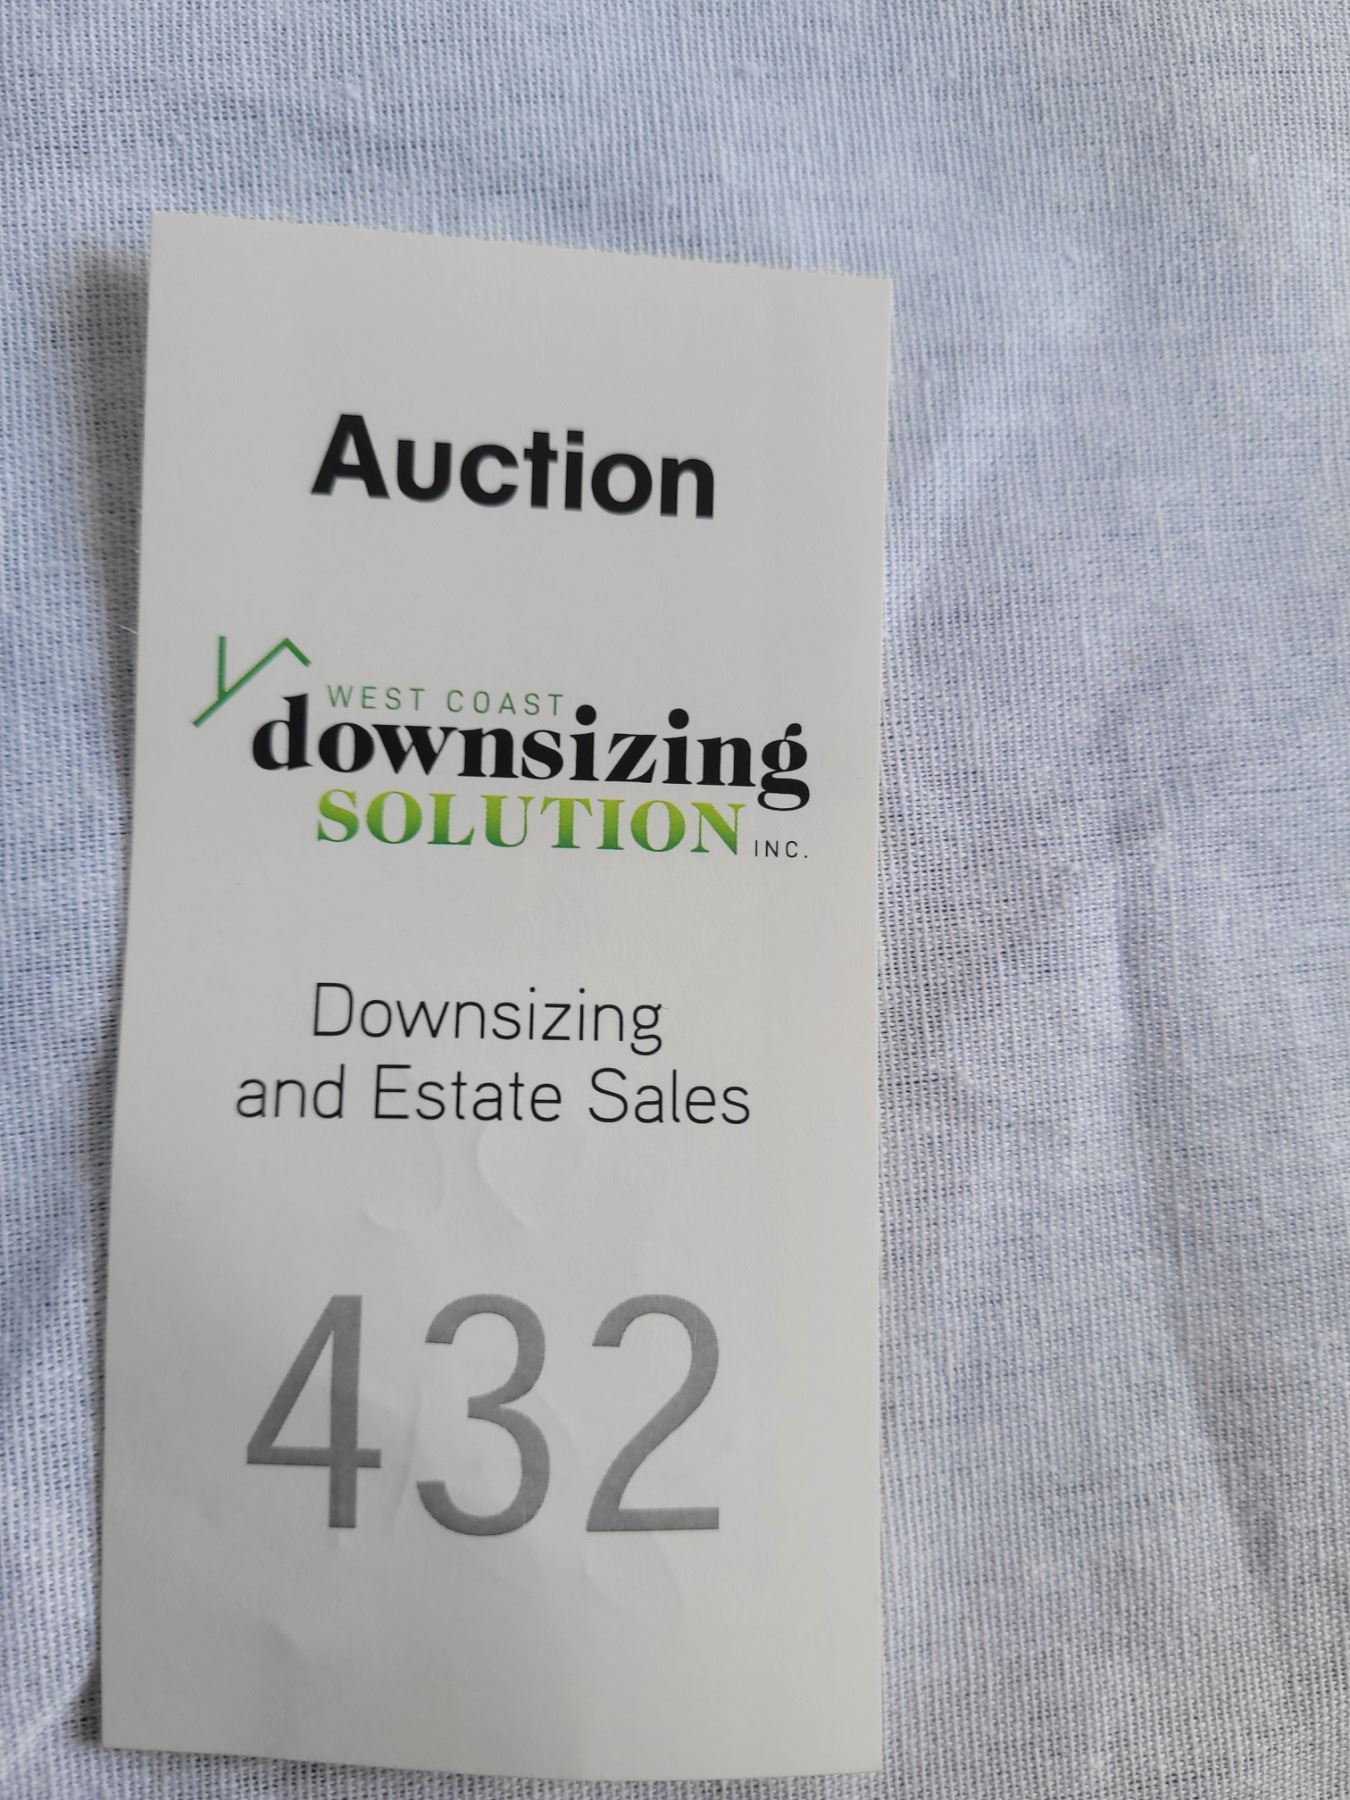 Auction
WEST COAST
downsizing
SOLUTION INC.
Downsizing
and Estate Sales
432